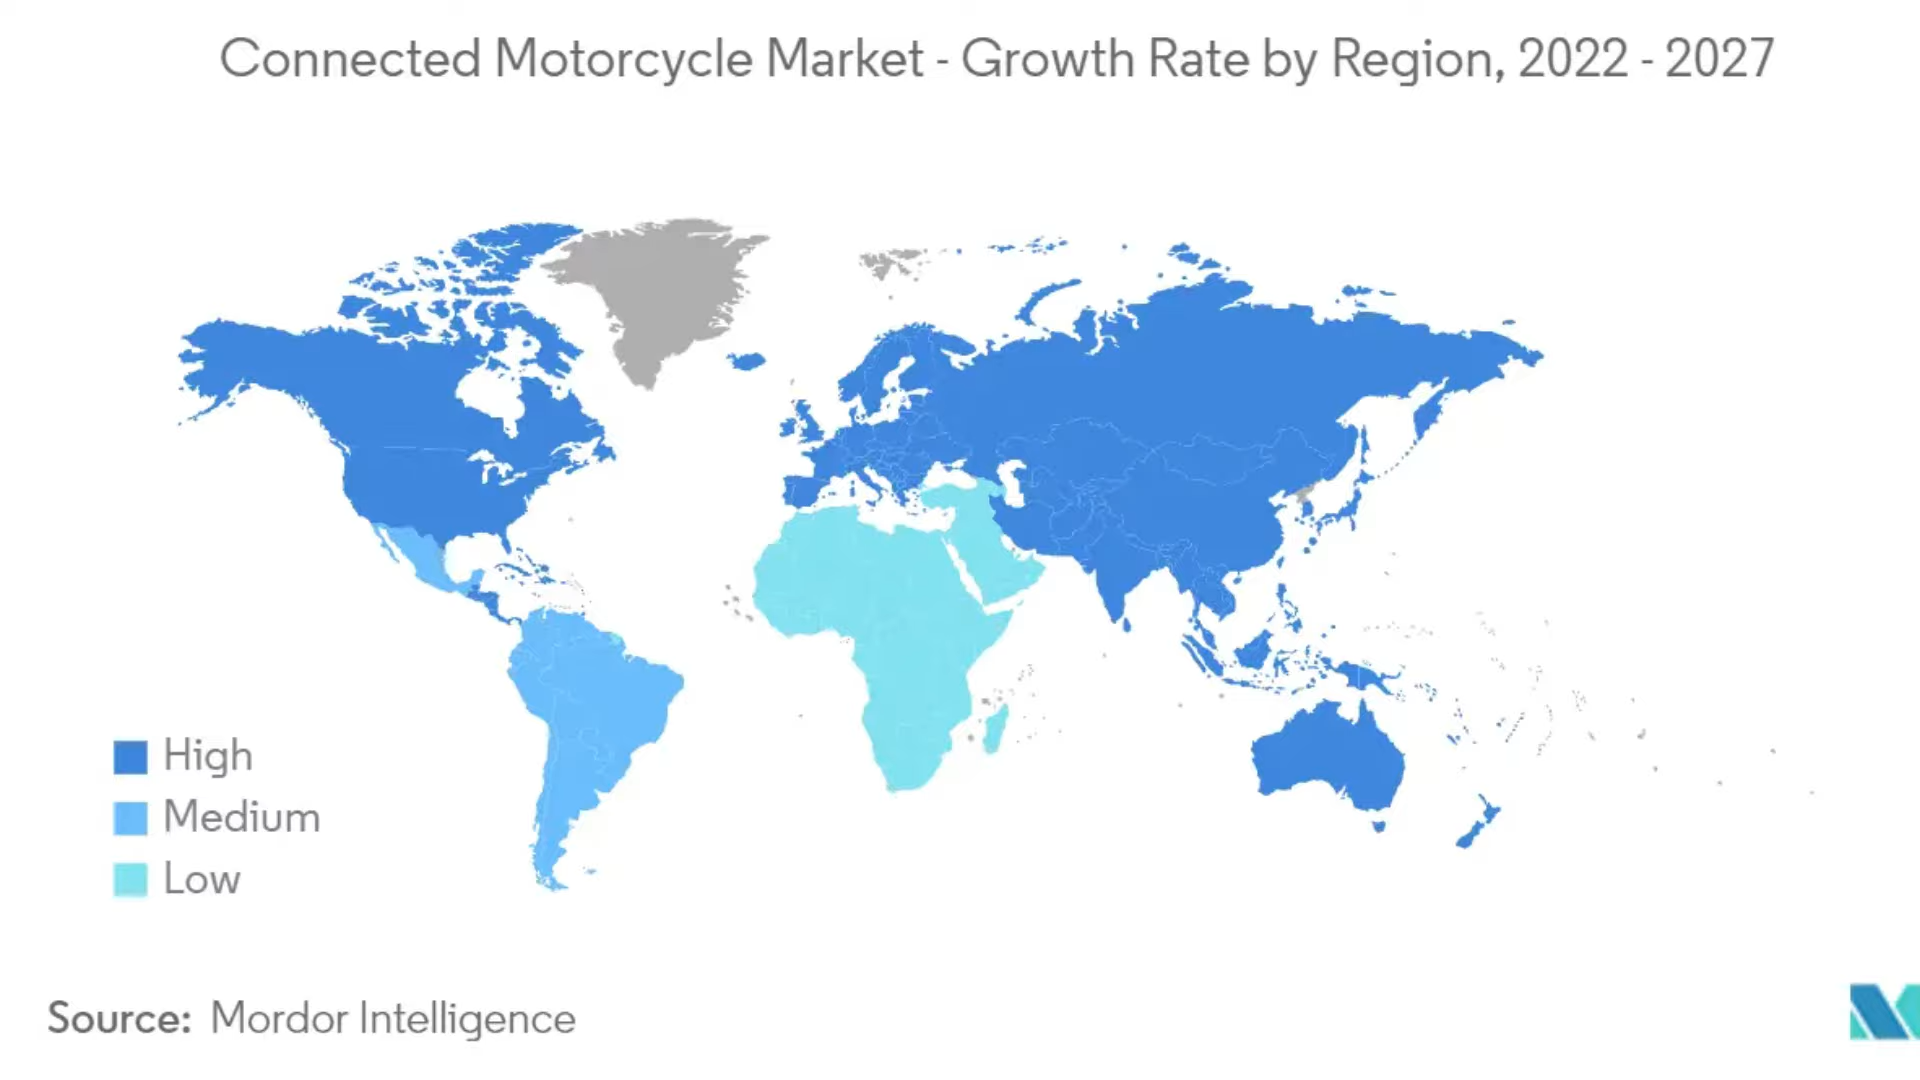 Connected Motorcycle Market - Growth Rate by Region, 2022 - 2027
High
Medium
Low
Source: Mordor Intelligence